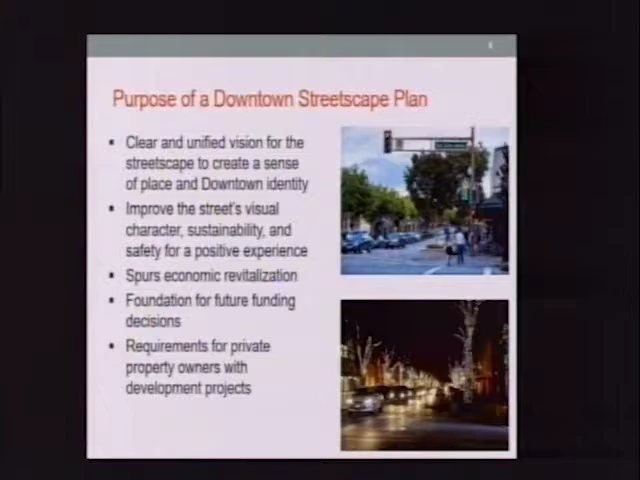 Purpose of a Downtown Streetscape Plan
• Clear and unified vision for the
streetscape to create a sense
of place and Downtown identity
• Improve the street's visual
character, sustainability, and
safety for a positive experience
• Spurs economic revitalization
• Foundation for future funding
decisions
• Requirements for private
property owners with
development projects